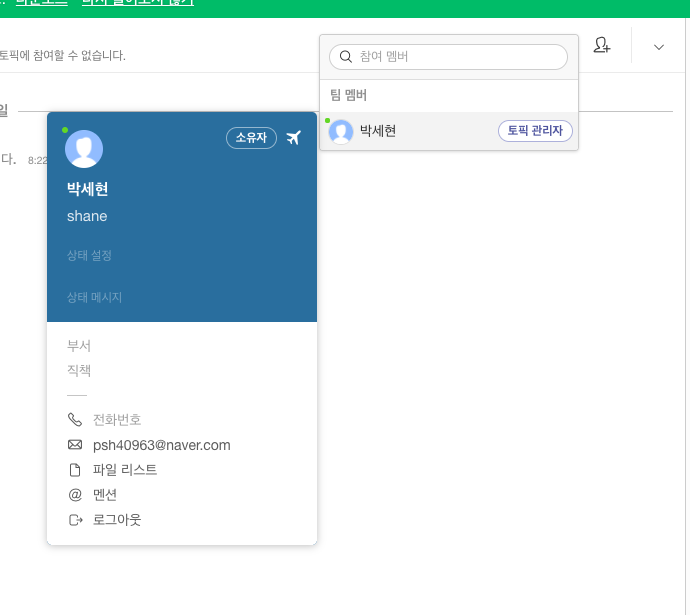 토픽에 참여할 수 없습니다.
참여 멤버
팀 멤버
박세현
토픽 관리자
일
다. 8:22
소유자
박세현
shane
상태 설정
상태 메시지
부서
직책
전화번호
psh40963@naver.com
파일 리스트
멘션
로그아웃